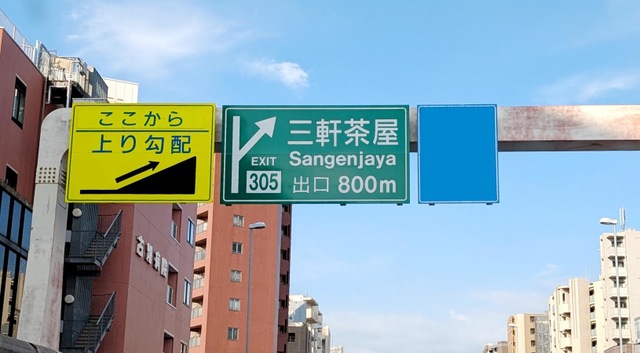 ここから
上り勾配
三軒茶屋
EXIT
Sangenjaya
305
出口 800m